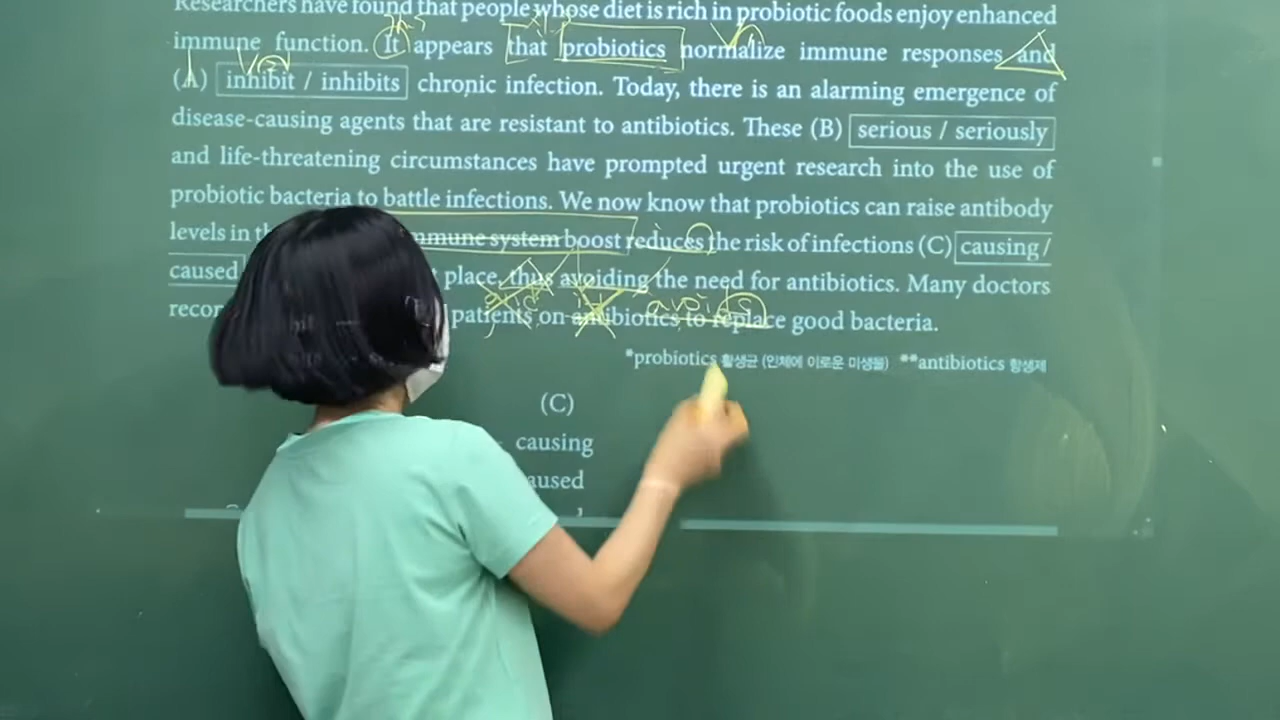 Researchers have found that people whose diet is rich in probiotic foods enjoy enhanced
immune function. It appears that probiotics normalize immune responses and
(A) inhibit / inhibits chronic infection. Today, there is an alarming emergence of
disease-causing agents that are resistant to antibiotics. These (B) serious / seriously
and life-threatening circumstances have prompted urgent research into the use of
probiotic bacteria to battle infections. We now know that probiotics can raise antibody
levels in system boost reduces the risk of infections (C) causing /
caused place, thus avoiding the need for antibiotics. Many doctors
avoids
patients on antibiotics to replace good bacteria.
*probiotics 활생균 (인체에 이로운 미생물) **antibiotics 항생제
(C)
causing